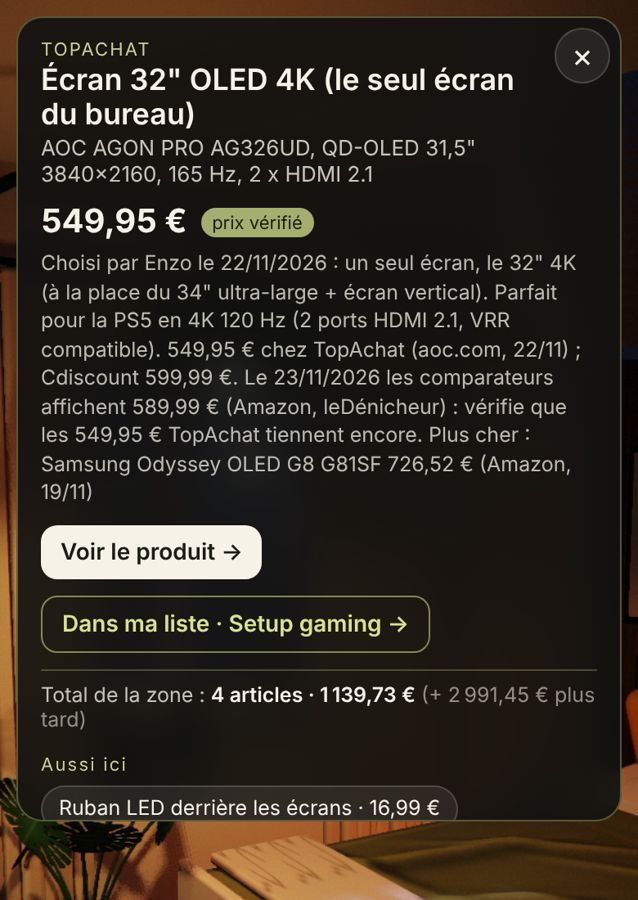 TOPACHAT
Écran 32" OLED 4K (le seul écran
du bureau)
AOC AGON PRO AG326UD, QD-OLED 31,5"
3840×2160, 165 Hz, 2 x HDMI 2.1
549,95 € prix vérifié
Choisi par Enzo le 22/11/2026 : un seul écran, le 32" 4K
(à la place du 34" ultra-large + écran vertical). Parfait
pour la PS5 en 4K 120 Hz (2 ports HDMI 2.1, VRR
compatible). 549,95 € chez TopAchat (aoc.com, 22/11) ;
Cdiscount 599,99 €. Le 23/11/2026 les comparateurs
affichent 589,99 € (Amazon, leDénicheur) : vérifie que
les 549,95 € TopAchat tiennent encore. Plus cher :
Samsung Odyssey OLED G8 G81SF 726,52 € (Amazon,
19/11)
Voir le produit →
Dans ma liste · Setup gaming →
Total de la zone : 4 articles · 1 139,73 € (+ 2 991,45 € plus
tard)
Aussi ici
Ruban LED derrière les écrans · 16,99 €